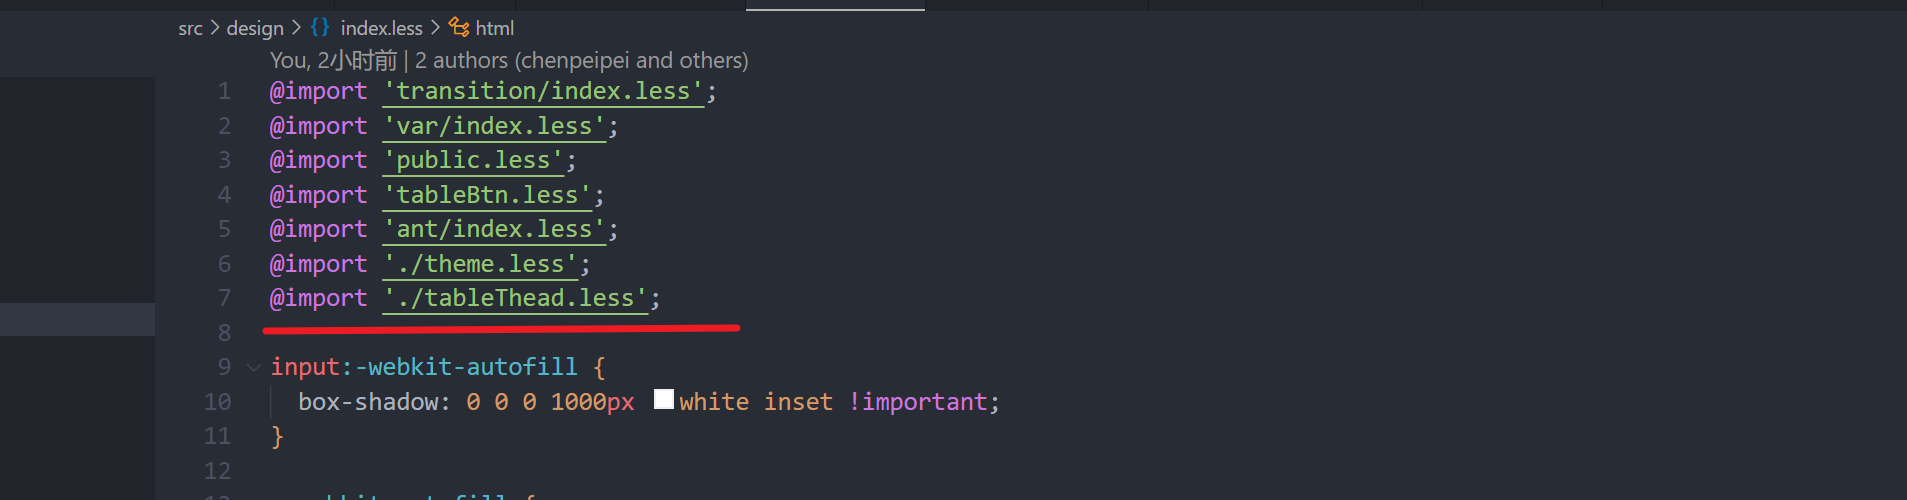 src > design > {} index.less > html
You, 2小时前 | 2 authors (chenpeipei and others)
1 @import 'transition/index.less';
2 @import 'var/index.less';
3 @import 'public.less';
4 @import 'tableBtn.less';
5 @import 'ant/index.less';
6 @import './theme.less';
7 @import './tableThead.less';
8
9 input:-webkit-autofill {
10 box-shadow: 0 0 0 1000px white inset !important;
11 }
12